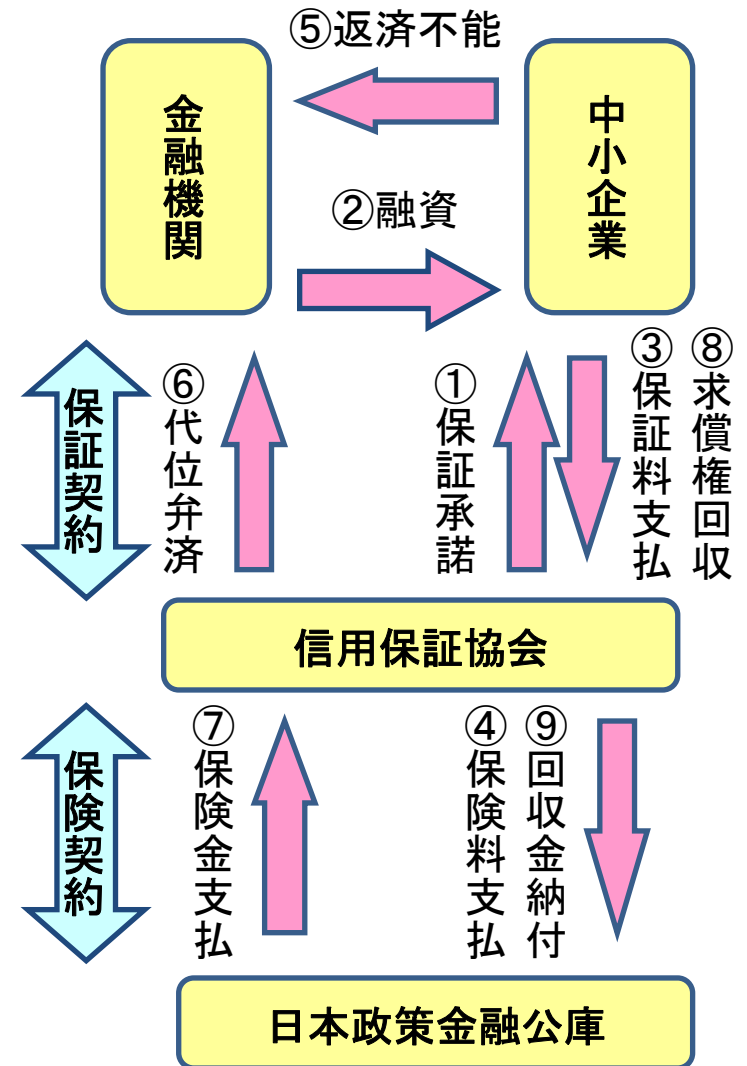 ⑤返済不能
金融機関
中小企業
②融資
保証契約
⑥代位弁済
①保証承諾
③保証料支払
⑧求償権回収
信用保証協会
保険契約
⑦保険金支払
④保険料支払
⑨回収金納付
日本政策金融公庫